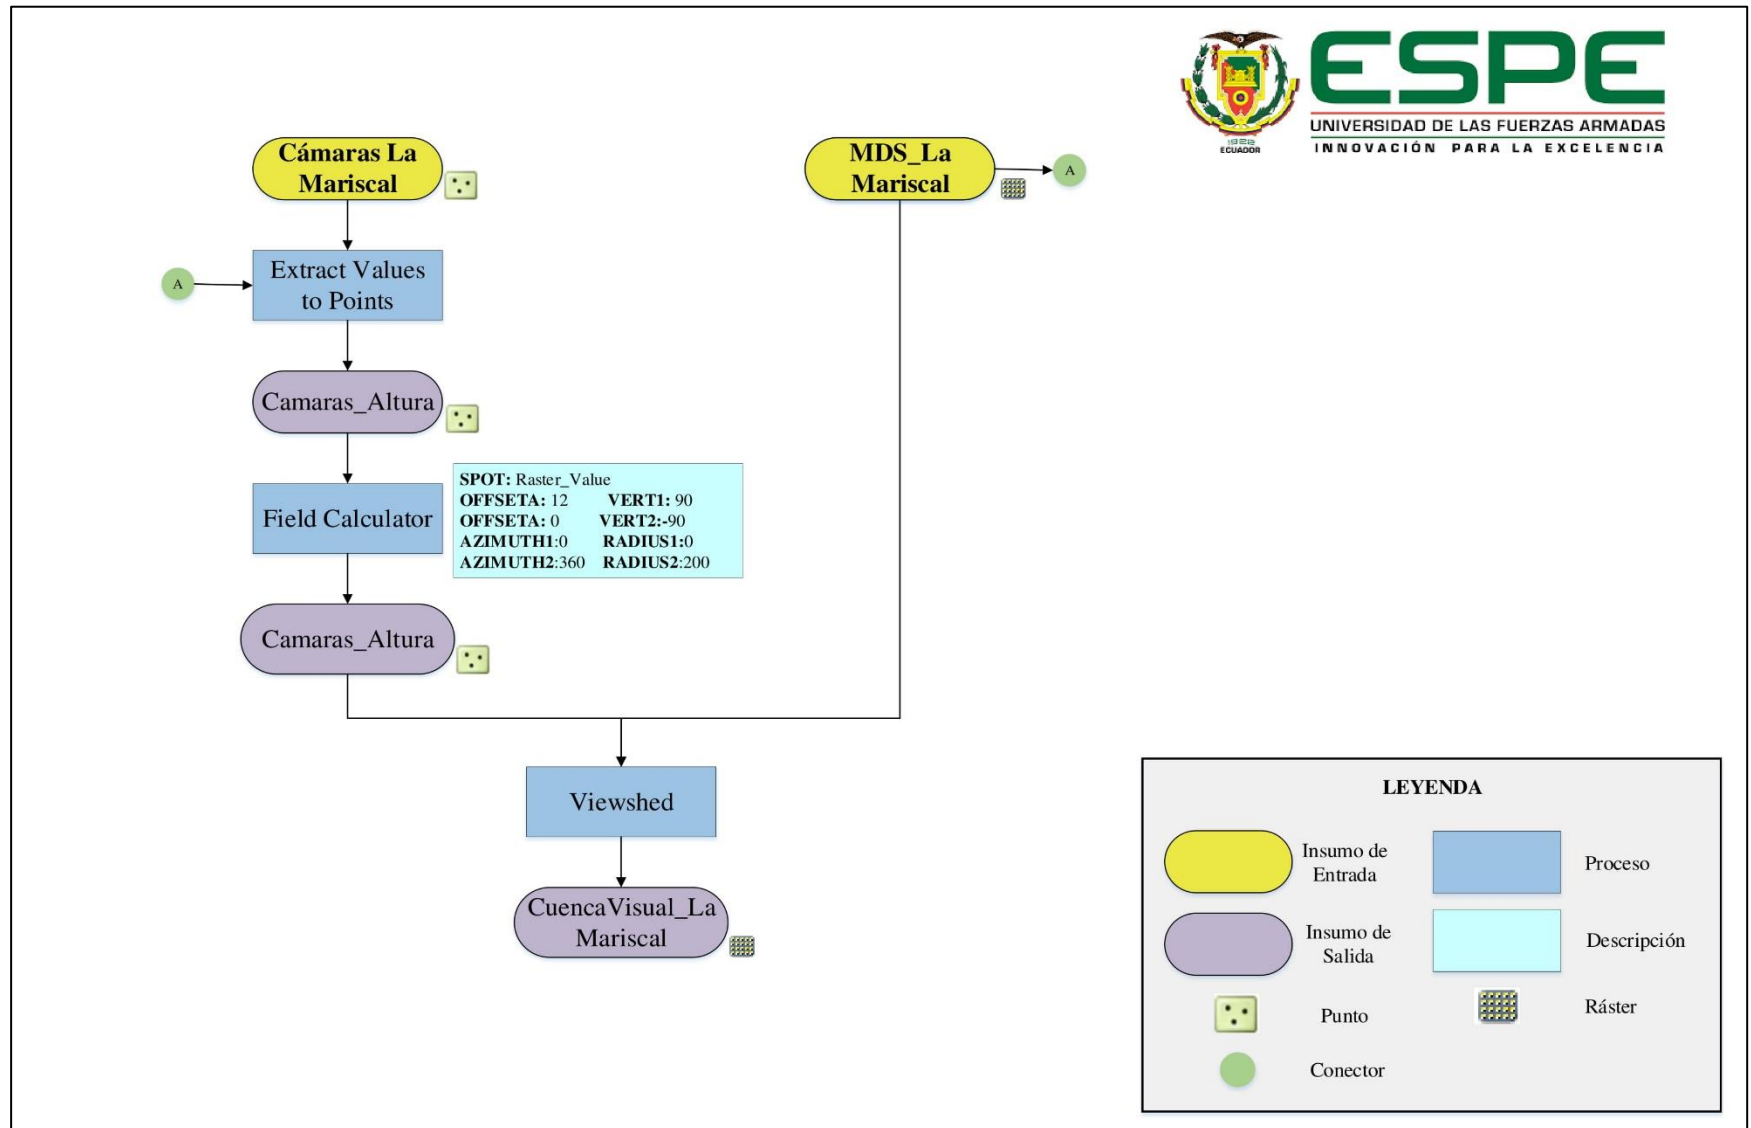 ESPE
UNIVERSIDAD DE LAS FUERZAS ARMADAS
INNOVACIÓN PARA LA EXCELENCIA
1922
ECUADOR
Cámaras La
Mariscal
MDS_La
Mariscal
A
A
Extract Values
to Points
Camaras_Altura
Field Calculator
SPOT: Raster_Value
OFFSETA: 12 VERT1: 90
OFFSETA: 0 VERT2:-90
AZIMUTH1:0 RADIUS1:0
AZIMUTH2:360 RADIUS2:200
Camaras_Altura
Viewshed
CuencaVisual_La
Mariscal
LEYENDA
Insumo de
Entrada
Proceso
Insumo de
Salida
Descripción
Punto
Ráster
Conector